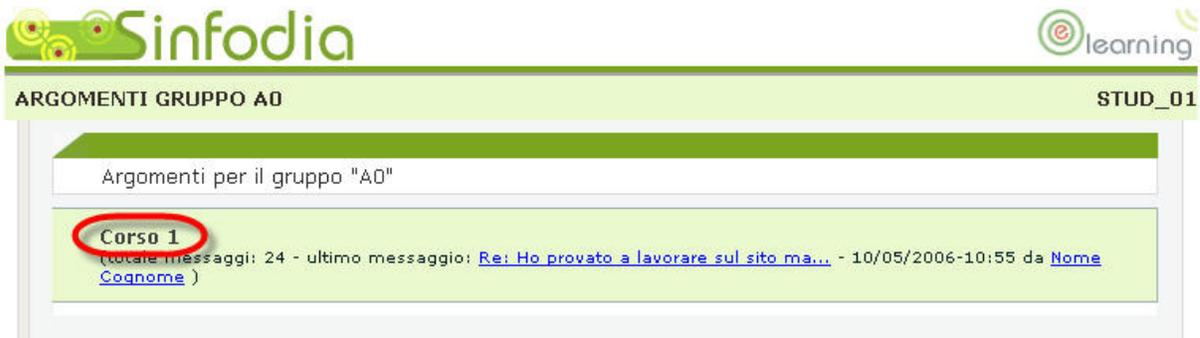 Sinfodia
e learning
ARGOMENTI GRUPPO A0 STUD_01
Argomenti per il gruppo "A0"
Corso 1
(totale messaggi: 24 - ultimo messaggio: Re: Ho provato a lavorare sul sito ma... - 10/05/2006-10:55 da Nome
Cognome )